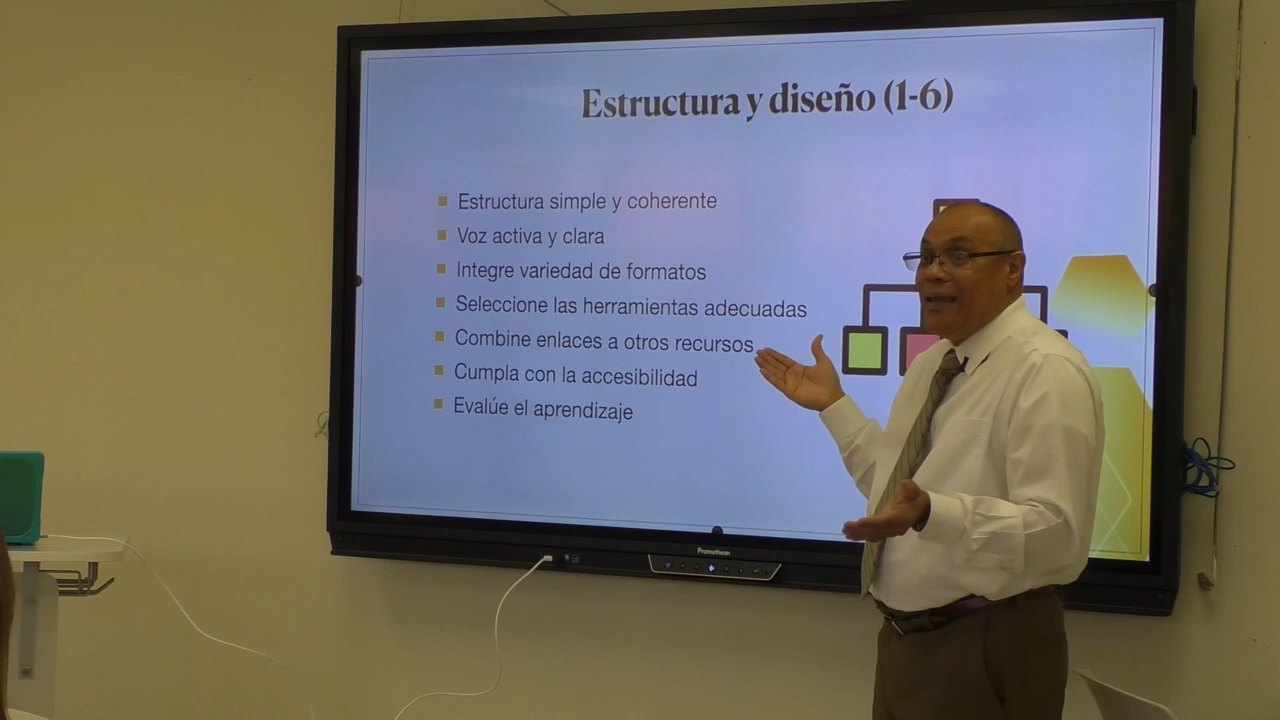 Estructura y diseño (1-6)
Estructura simple y coherente
Voz activa y clara
Integre variedad de formatos
Seleccione las herramientas adecuadas
Combine enlaces a otros recursos
Cumpla con la accesibilidad
Evalúe el aprendizaje
Promethean